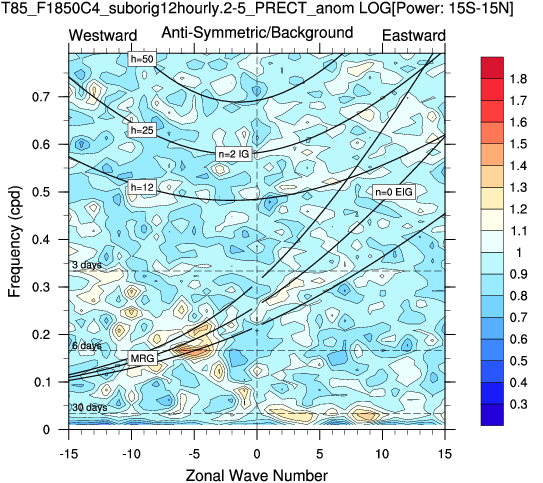 T85_F1850C4_suborig12hourly.2-5_PRECT_anom LOG[Power: 15S-15N]
Westward Anti-Symmetric/Background Eastward
h=50
h=25
n=2 IG
h=12
n=0 EIG
3 days
6 days
MRG
30 days
0.7
0.6
0.5
0.4
0.3
0.2
0.1
0
Frequency (cpd)
-15 -10 -5 0 5 10 15
Zonal Wave Number
1.8
1.7
1.6
1.5
1.4
1.3
1.2
1.1
1
0.9
0.8
0.7
0.6
0.5
0.4
0.3